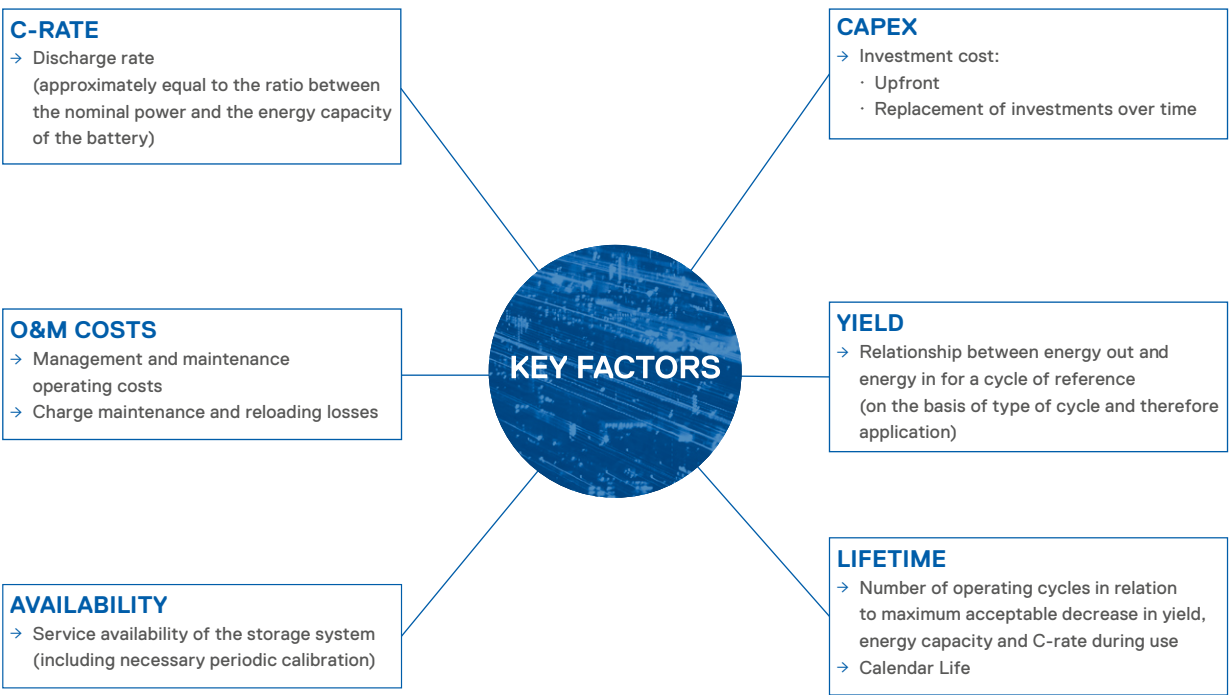 C-RATE
→ Discharge rate
(approximately equal to the ratio between
the nominal power and the energy capacity
of the battery)
CAPEX
→ Investment cost:
· Upfront
· Replacement of investments over time
O&M COSTS
→ Management and maintenance
operating costs
→ Charge maintenance and reloading losses
KEY FACTORS
YIELD
→ Relationship between energy out and
energy in for a cycle of reference
(on the basis of type of cycle and therefore
application)
AVAILABILITY
→ Service availability of the storage system
(including necessary periodic calibration)
LIFETIME
→ Number of operating cycles in relation
to maximum acceptable decrease in yield,
energy capacity and C-rate during use
→ Calendar Life